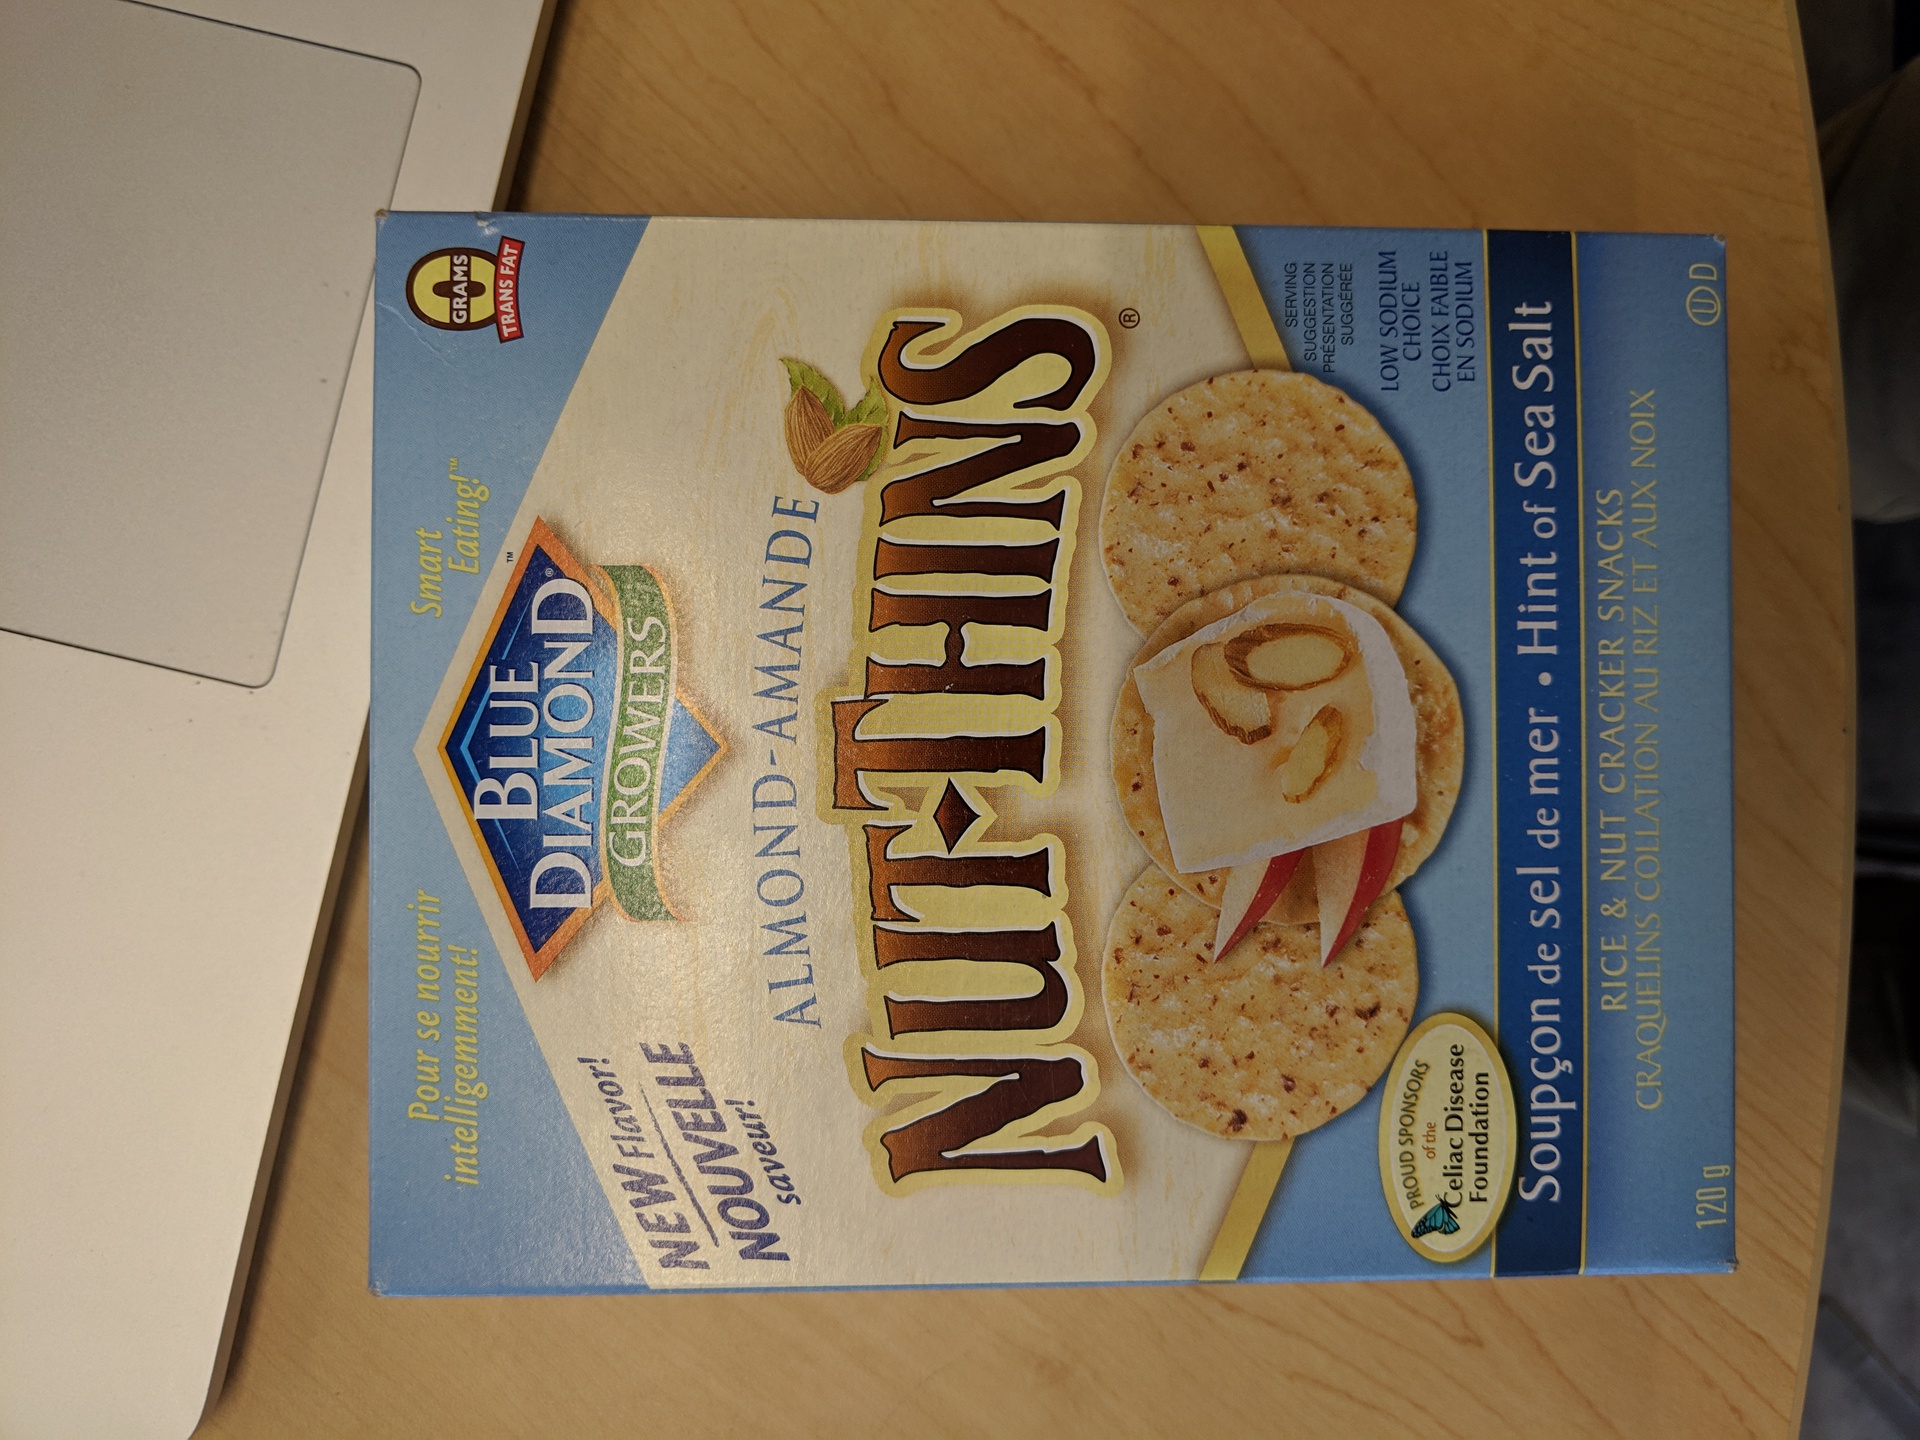 Pour se nourrir
intelligemment!
Smart
Eating!™
0
GRAMS
TRANS FAT
BLUE
DIAMOND®
GROWERS
™
NEW Flavor!
NOUVELLE
saveur!
ALMOND-AMANDE
NUT-THINS
®
SERVING
SUGGESTION
PRÉSENTATION
SUGGÉRÉE
LOW SODIUM
CHOICE
CHOIX FAIBLE
EN SODIUM
PROUD SPONSORS
of the
Celiac Disease
Foundation
Soupçon de sel de mer • Hint of Sea Salt
RICE & NUT CRACKER SNACKS
CRAQUELINS COLLATION AU RIZ ET AUX NOIX
120 g
Ⓤ D